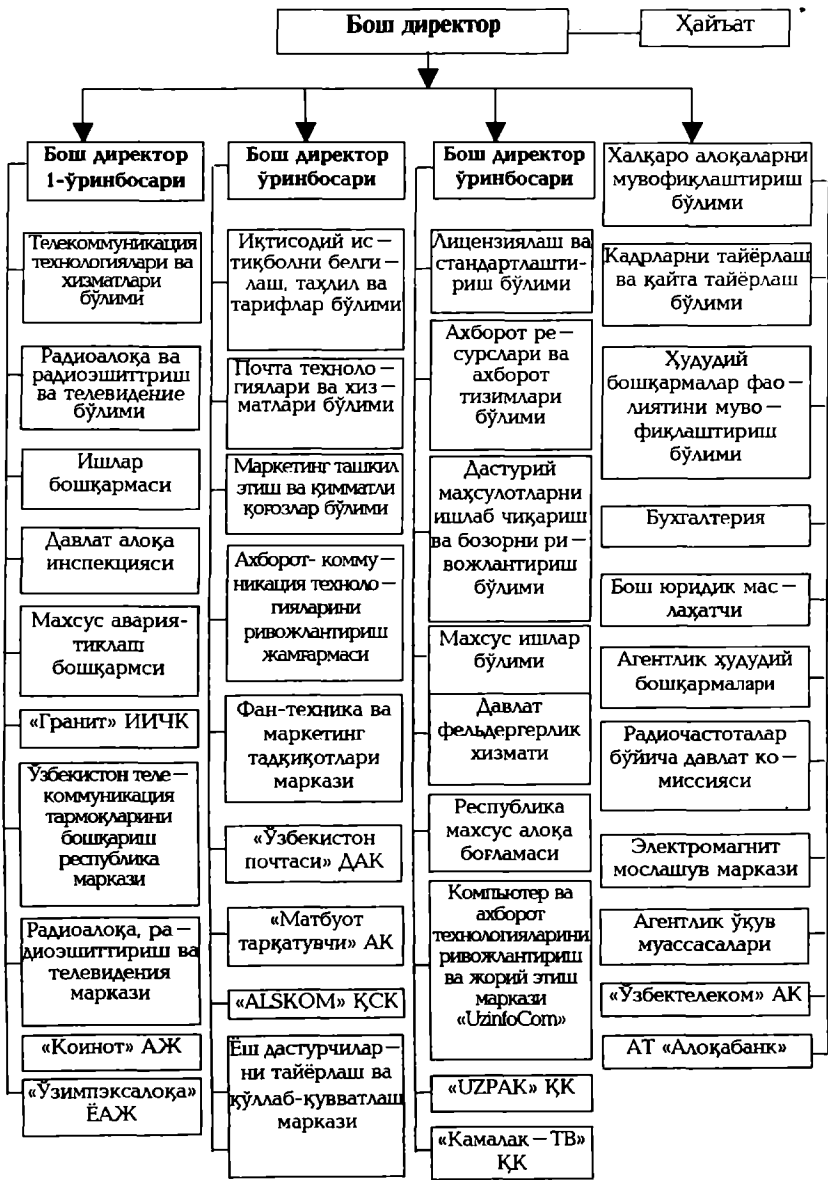 Бош директор
Ҳайъат
Бош директор
1-ўринбосари
Телекоммуникация
технологиялари ва
хизматлари
бўлими
Радиоалоқа ва
радиоэшиттриш
ва телевидение
бўлими
Ишлар
бошқармаси
Давлат алоқа
инспекцияси
Махсус авария-
тиклаш
бошқармси
«Гранит» ИИЧК
Ўзбекистон теле—
коммуникация
тармоқларини
бошқариш
республика
маркази
Радиоалоқа, ра—
диоэшиттириш ва
телевидения
маркази
«Коинот» АЖ
«Ўзимпэксалоқа»
ЁАЖ
Бош директор
ўринбосари
Иқтисодий ис—
тиқболни белги—
лаш, таҳлил ва
тарифлар бўлими
Почта техноло—
гиялари ва хиз—
матлари бўлими
Маркетинг ташкил
этиш ва қимматли
қоғозлар бўлими
Ахборот- комму—
никация техноло—
гияларини
ривожлантириш
жамғармаси
Фан-техника ва
маркетинг
тадқиқотлари
маркази
«Ўзбекистон
почтаси» ДАК
«Матбуот
тарқатувчи» АК
«ALSKOM» ҚСК
Ёш дастурчилар—
ни тайёрлаш ва
қўллаб-қувватлаш
маркази
Бош директор
ўринбосари
Лицензиялаш ва
стандартлашти-
риш бўлими
Ахборот ре—
сурслари ва
ахборот
тизимлари
бўлими
Дастурий
маҳсулотларни
ишлаб чиқариш
ва бозорни ри—
вожлантириш
бўлими
Махсус ишлар
бўлими
Давлат
фельдергерлик
хизмати
Республика
махсус алоқа
боғламаси
Компьютер ва
ахборот
технологияларини
ривожлантириш
ва жорий этиш
маркази
«UzinfoCom»
«UZPAK» ҚК
«Камалак—ТВ»
ҚК
Халқаро алоқаларни
мувофиқлаштириш
бўлими
Кадрларни тайёрлаш
ва қайта тайёрлаш
бўлими
Ҳудудий
бошқармалар фао—
лиятини муво—
фиқлаштириш
бўлими
Бухгалтерия
Бош юридик мас—
лаҳатчи
Агентлик ҳудудий
бошқармалари
Радиочастоталар
бўйича давлат ко—
миссияси
Электромагнит
мослашув маркази
Агентлик ўқув
муассасалари
«Ўзбектелеком» АК
АТ «Алоқабанк»